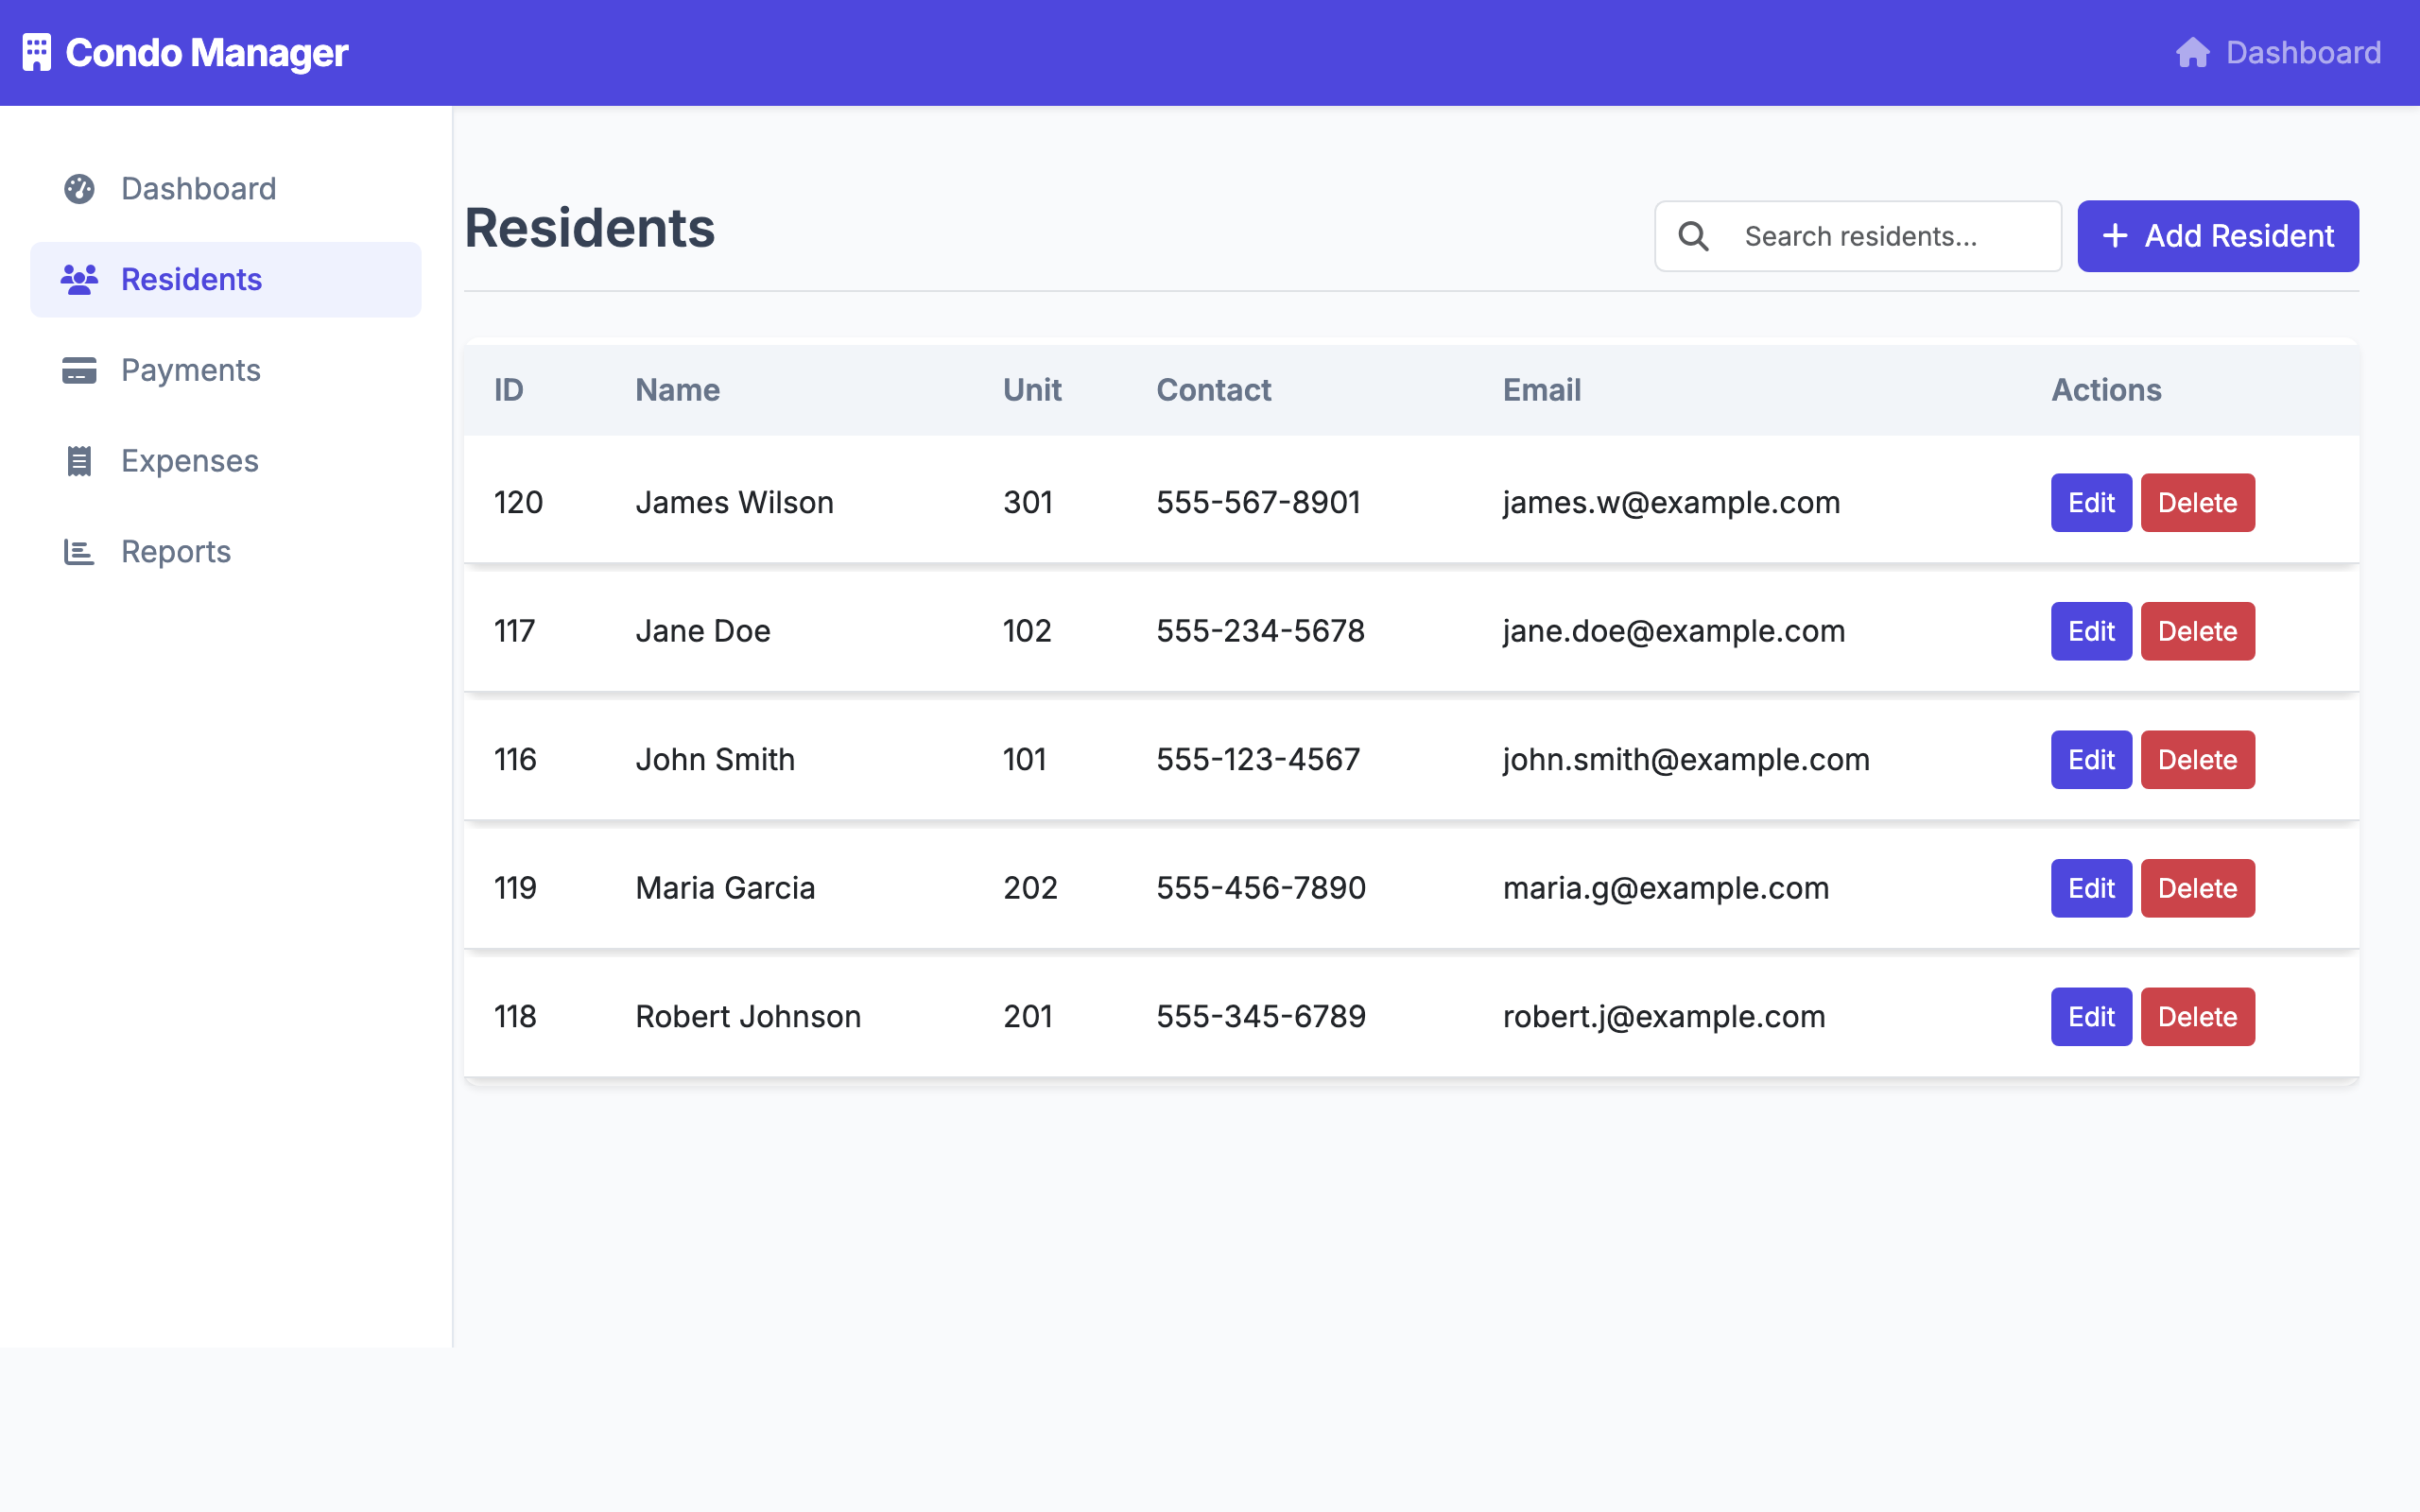 Condo Manager
Dashboard
Dashboard
Residents
Payments
Expenses
Reports
Residents
Search residents...
Add Resident
ID Name Unit Contact Email Actions
120 James Wilson 301 555-567-8901 james.w@example.com Edit Delete
117 Jane Doe 102 555-234-5678 jane.doe@example.com Edit Delete
116 John Smith 101 555-123-4567 john.smith@example.com Edit Delete
119 Maria Garcia 202 555-456-7890 maria.g@example.com Edit Delete
118 Robert Johnson 201 555-345-6789 robert.j@example.com Edit Delete